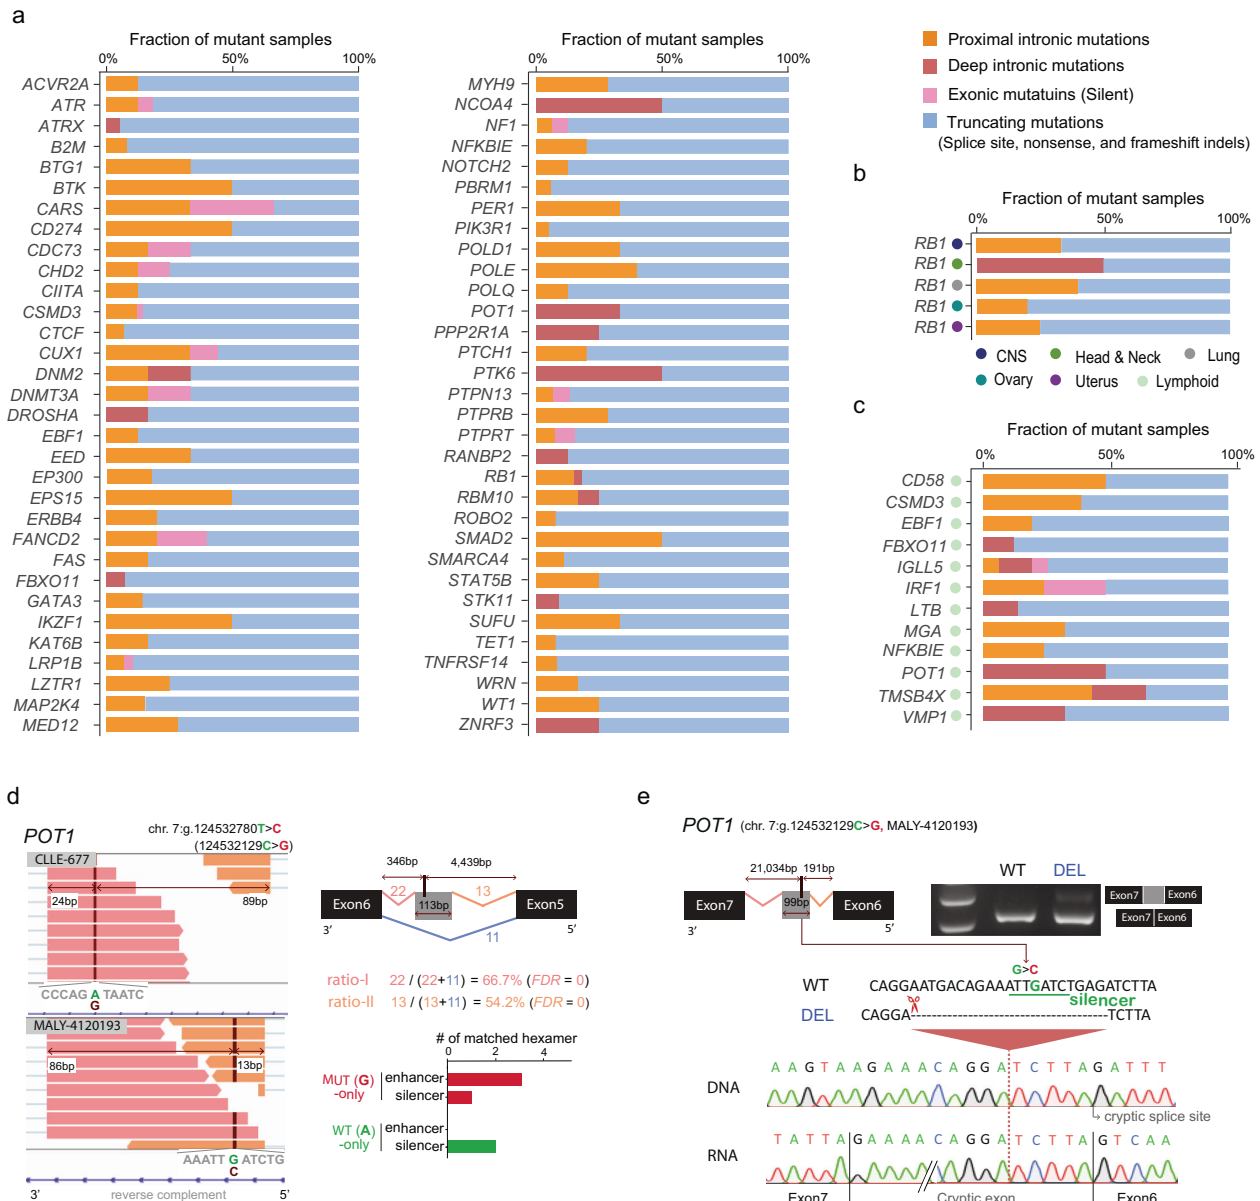 a
Fraction of mutant samples
0% 50% 100%
ACVR2A
ATR
ATRX
B2M
BTG1
BTK
CARS
CD274
CDC73
CHD2
CIITA
CSMD3
CTCF
CUX1
DNM2
DNMT3A
DROSHA
EBF1
EED
EP300
EPS15
ERBB4
FANCD2
FAS
FBXO11
GATA3
IKZF1
KAT6B
LRP1B
LZTR1
MAP2K4
MED12
Fraction of mutant samples
0% 50% 100%
MYH9
NCOA4
NF1
NFKBIE
NOTCH2
PBRM1
PER1
PIK3R1
POLD1
POLE
POLQ
POT1
PPP2R1A
PTCH1
PTK6
PTPN13
PTPRB
PTPRT
RANBP2
RB1
RBM10
ROBO2
SMAD2
SMARCA4
STAT5B
STK11
SUFU
TET1
TNFRSF14
WRN
WT1
ZNRF3
Proximal intronic mutations
Deep intronic mutations
Exonic mutatuins (Silent)
Truncating mutations
(Splice site, nonsense, and frameshift indels)
b
Fraction of mutant samples
0% 50% 100%
RB1
RB1
RB1
RB1
RB1
CNS Head & Neck Lung
Ovary Uterus Lymphoid
c
Fraction of mutant samples
0% 50% 100%
CD58
CSMD3
EBF1
FBXO11
IGLL5
IRF1
LTB
MGA
NFKBIE
POT1
TMSB4X
VMP1
d
POT1
chr. 7:g.124532780T>C
(124532129C>G)
CLLE-677
24bp 89bp
CCCAG A TAATC
G
MALY-4120193
86bp 13bp
AAATT G ATCTG
C
3' reverse complement 5'
346bp 4,439bp
22 13
Exon6 113bp Exon5
3' 11 5'
ratio-I 22 / (22+11) = 66.7% (FDR = 0)
ratio-II 13 / (13+11) = 54.2% (FDR = 0)
# of matched hexamer
0 2 4
MUT (G)
-only
enhancer
silencer
WT (A)
-only
enhancer
silencer
e
POT1 (chr. 7:g.124532129C>G, MALY-4120193)
21,034bp 191bp
Exon7 99bp Exon6
3' 5'
WT DEL
Exon7 Exon6
Exon7 Exon6
G>C
WT CAGGAATGACAGAAATTGATCTGAGATCTTA
silencer
DEL CAGGA------------------TCTTA
A A G T A A G A A A C A G G A T C T T A G A T T T
DNA
cryptic splice site
T A T T A G A A A A C A G G A T C T T A G T C A A
RNA
Exon7 Cryptic exon Exon6